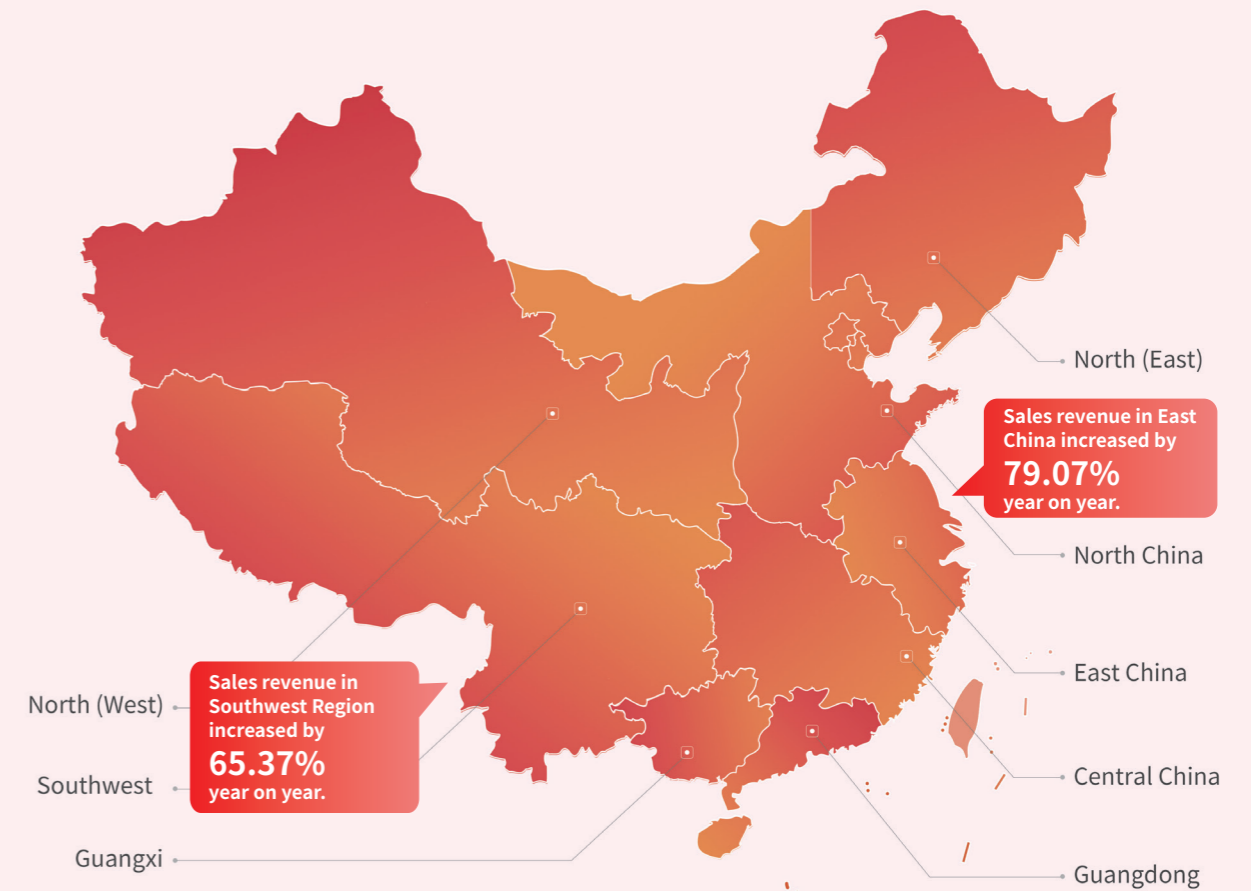 North (East)
Sales revenue in East
China increased by
79.07%
year on year.
North China
East China
Central China
Guangdong
North (West)
Sales revenue in
Southwest Region
increased by
65.37%
year on year.
Southwest
Guangxi